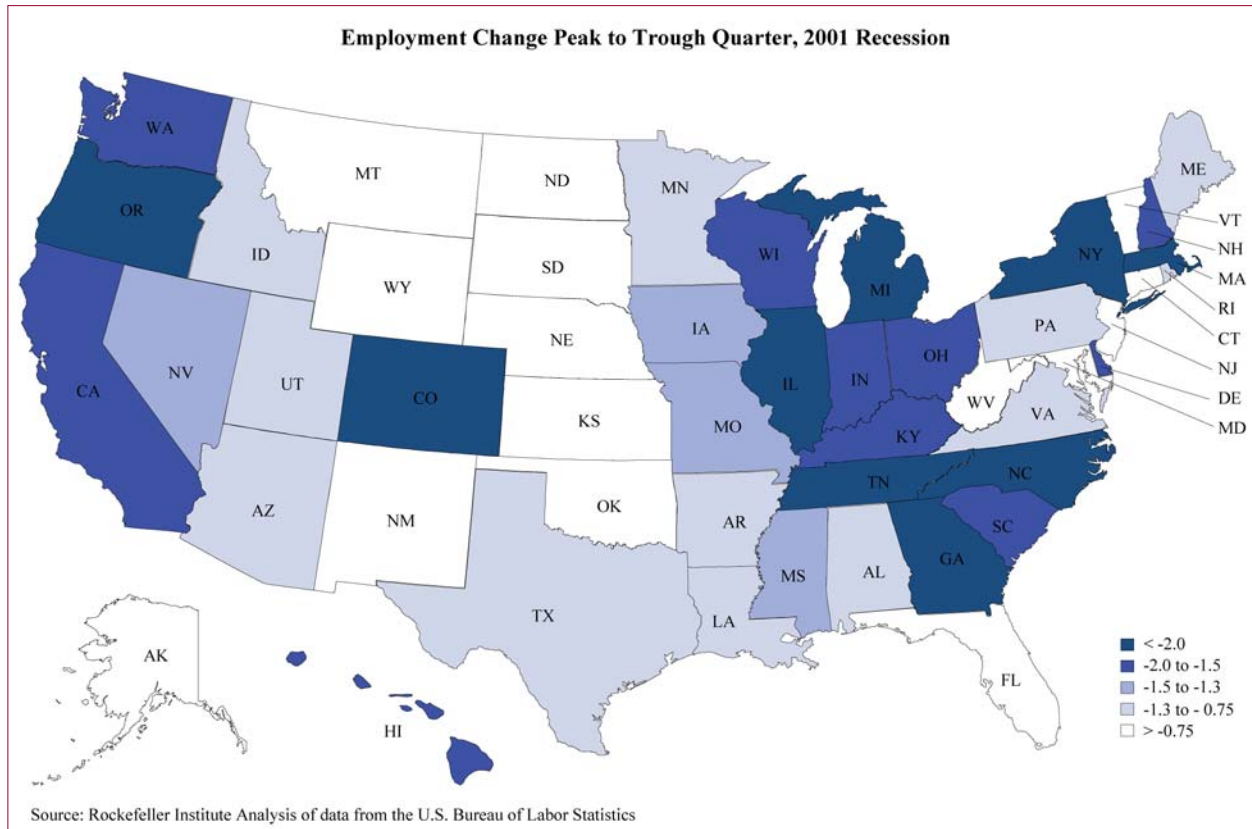 Employment Change Peak to Trough Quarter, 2001 Recession
WA
MT
ND
MN
ME
VT
OR
ID
SD
WI
NY
NH
MA
WY
MI
RI
IA
PA
CT
NE
NJ
NV
UT
CO
IL
IN
OH
DE
CA
KS
MO
WV
VA
MD
KY
AZ
NM
OK
AR
TN
NC
SC
MS
AL
GA
TX
LA
AK
FL
HI
< -2.0
-2.0 to -1.5
-1.5 to -1.3
-1.3 to - 0.75
> -0.75
Source: Rockefeller Institute Analysis of data from the U.S. Bureau of Labor Statistics